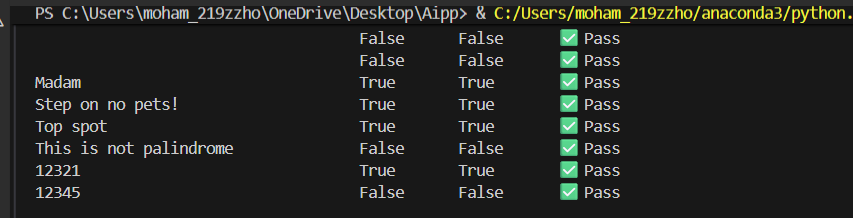 PS C:\Users\moham_219zzho\OneDrive\Desktop\Aipp> & C:/Users/moham_219zzho/anaconda3/python.
False False ✅ Pass
False False ✅ Pass
Madam True True ✅ Pass
Step on no pets! True True ✅ Pass
Top spot True True ✅ Pass
This is not palindrome False False ✅ Pass
12321 True True ✅ Pass
12345 False False ✅ Pass